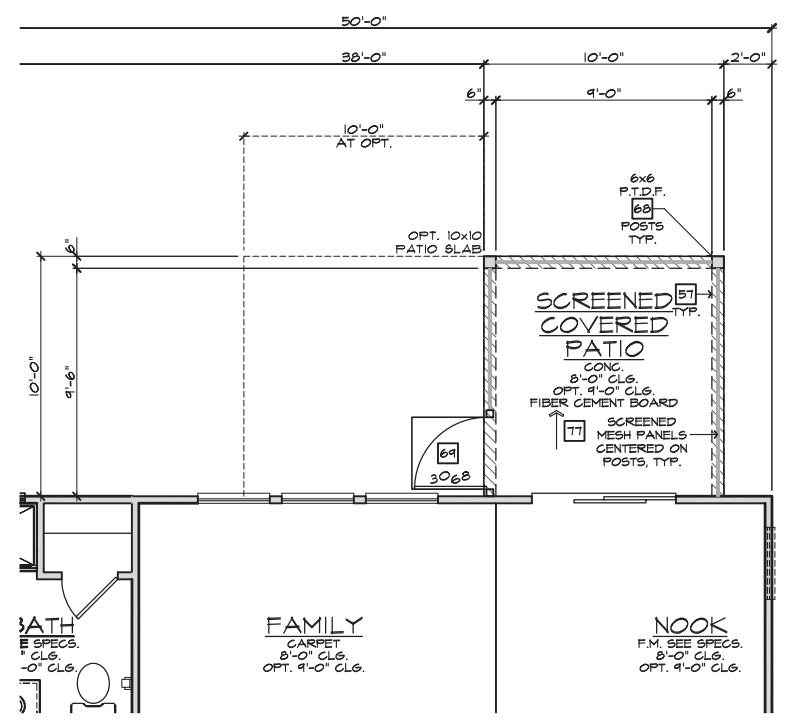 50'-0"
38'-0" 10'-0" 2'-0"
6" 9'-0" 6"
10'-0"
AT OPT.
6x6
P.T.D.F.
68
POSTS
TYP.
OPT. 10x10
PATIO SLAB
6"
10'-0"
9'-6"
57
TYP.
SCREENED
COVERED
PATIO
CONC.
8'-0" CLG.
OPT. 9'-0" CLG.
FIBER CEMENT BOARD
77
SCREENED
MESH PANELS
CENTERED ON
POSTS, TYP.
69
3068
BATH
E SPECS.
" CLG.
-0" CLG.
FAMILY
CARPET
8'-0" CLG.
OPT. 9'-0" CLG.
NOOK
F.M. SEE SPECS.
8'-0" CLG.
OPT. 9'-0" CLG.